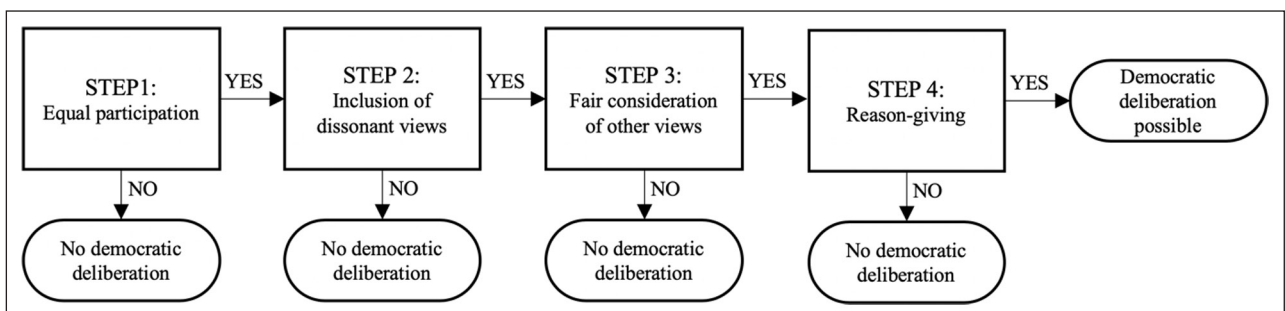 STEP1:
Equal participation
YES
STEP 2:
Inclusion of
dissonant views
YES
STEP 3:
Fair consideration
of other views
YES
STEP 4:
Reason-giving
YES
Democratic
deliberation
possible
NO
NO
NO
NO
No democratic
deliberation
No democratic
deliberation
No democratic
deliberation
No democratic
deliberation